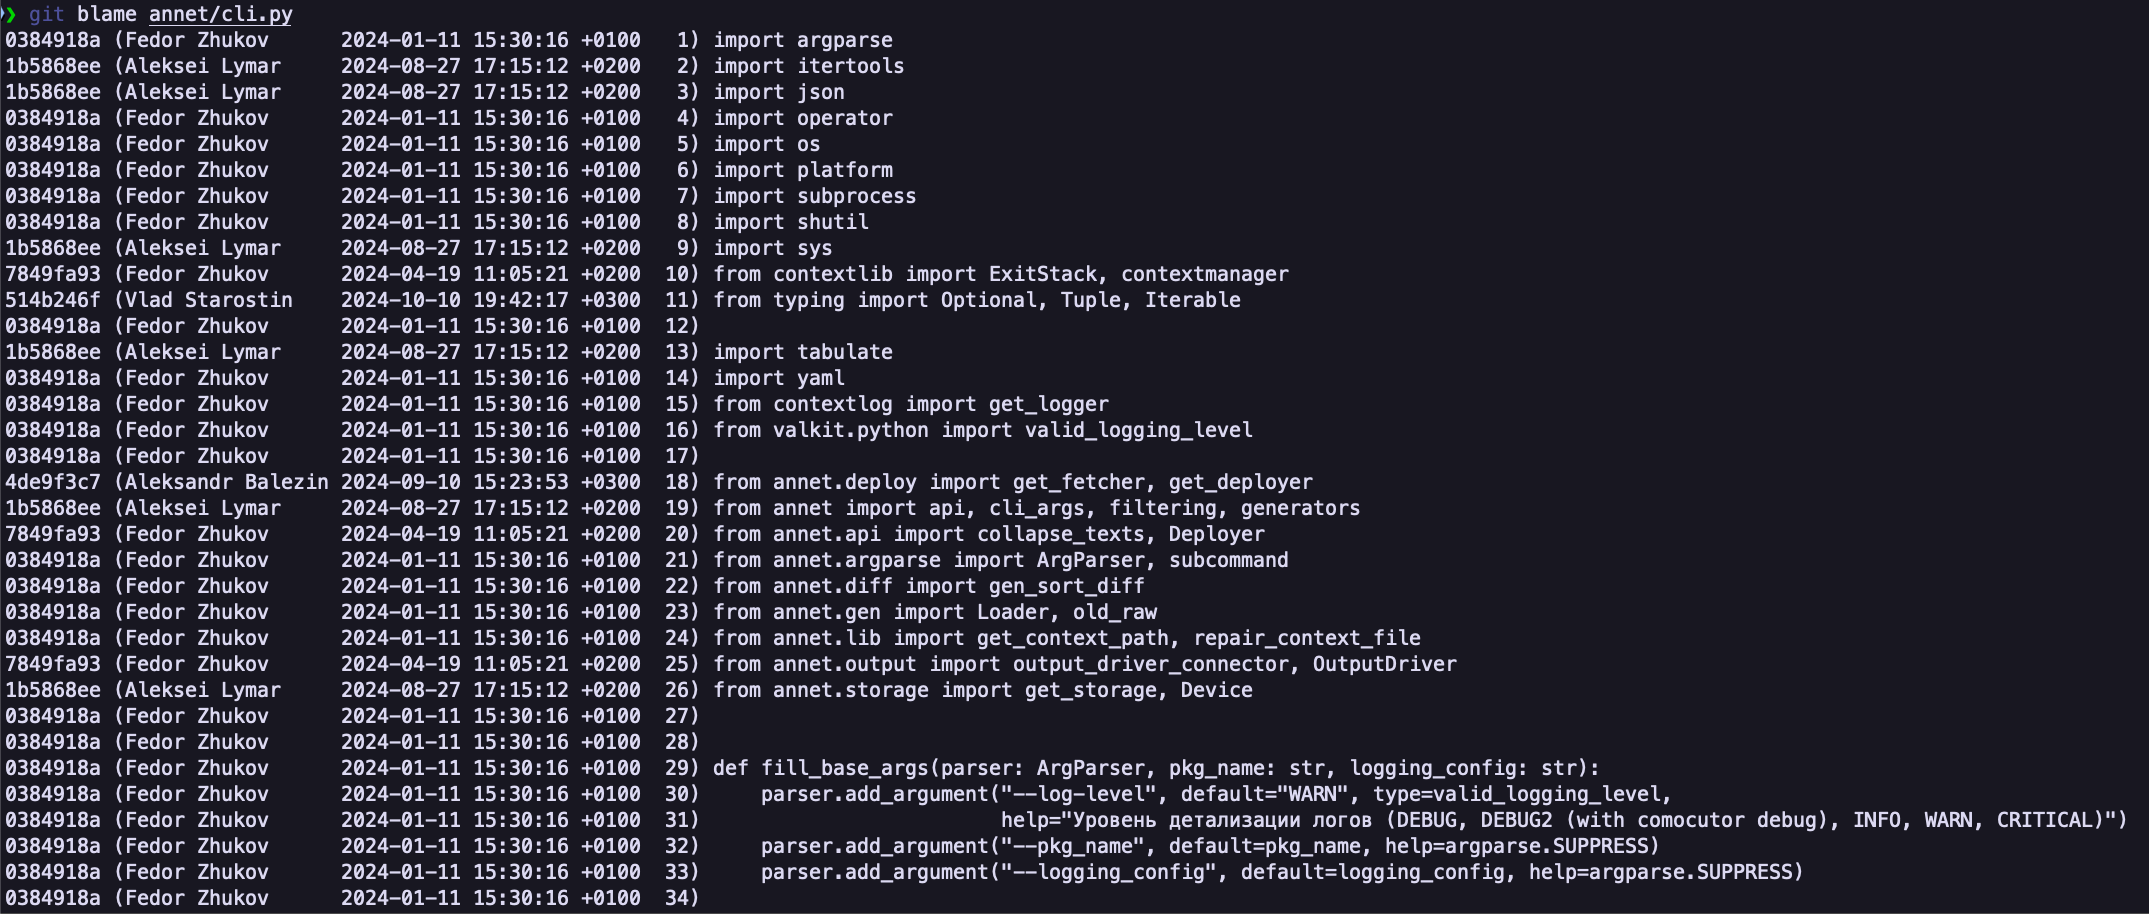 ❯ git blame annet/cli.py
0384918a (Fedor Zhukov      2024-01-11 15:30:16 +0100   1) import argparse
1b5868ee (Aleksei Lymar     2024-08-27 17:15:12 +0200   2) import itertools
1b5868ee (Aleksei Lymar     2024-08-27 17:15:12 +0200   3) import json
0384918a (Fedor Zhukov      2024-01-11 15:30:16 +0100   4) import operator
0384918a (Fedor Zhukov      2024-01-11 15:30:16 +0100   5) import os
0384918a (Fedor Zhukov      2024-01-11 15:30:16 +0100   6) import platform
0384918a (Fedor Zhukov      2024-01-11 15:30:16 +0100   7) import subprocess
0384918a (Fedor Zhukov      2024-01-11 15:30:16 +0100   8) import shutil
1b5868ee (Aleksei Lymar     2024-08-27 17:15:12 +0200   9) import sys
7849fa93 (Fedor Zhukov      2024-04-19 11:05:21 +0200  10) from contextlib import ExitStack, contextmanager
514b246f (Vlad Starostin    2024-10-10 19:42:17 +0300  11) from typing import Optional, Tuple, Iterable
0384918a (Fedor Zhukov      2024-01-11 15:30:16 +0100  12)
1b5868ee (Aleksei Lymar     2024-08-27 17:15:12 +0200  13) import tabulate
0384918a (Fedor Zhukov      2024-01-11 15:30:16 +0100  14) import yaml
0384918a (Fedor Zhukov      2024-01-11 15:30:16 +0100  15) from contextlog import get_logger
0384918a (Fedor Zhukov      2024-01-11 15:30:16 +0100  16) from valkit.python import valid_logging_level
0384918a (Fedor Zhukov      2024-01-11 15:30:16 +0100  17)
4de9f3c7 (Aleksandr Balezin 2024-09-10 15:23:53 +0300  18) from annet.deploy import get_fetcher, get_deployer
1b5868ee (Aleksei Lymar     2024-08-27 17:15:12 +0200  19) from annet import api, cli_args, filtering, generators
7849fa93 (Fedor Zhukov      2024-04-19 11:05:21 +0200  20) from annet.api import collapse_texts, Deployer
0384918a (Fedor Zhukov      2024-01-11 15:30:16 +0100  21) from annet.argparse import ArgParser, subcommand
0384918a (Fedor Zhukov      2024-01-11 15:30:16 +0100  22) from annet.diff import gen_sort_diff
0384918a (Fedor Zhukov      2024-01-11 15:30:16 +0100  23) from annet.gen import Loader, old_raw
0384918a (Fedor Zhukov      2024-01-11 15:30:16 +0100  24) from annet.lib import get_context_path, repair_context_file
7849fa93 (Fedor Zhukov      2024-04-19 11:05:21 +0200  25) from annet.output import output_driver_connector, OutputDriver
1b5868ee (Aleksei Lymar     2024-08-27 17:15:12 +0200  26) from annet.storage import get_storage, Device
0384918a (Fedor Zhukov      2024-01-11 15:30:16 +0100  27)
0384918a (Fedor Zhukov      2024-01-11 15:30:16 +0100  28)
0384918a (Fedor Zhukov      2024-01-11 15:30:16 +0100  29) def fill_base_args(parser: ArgParser, pkg_name: str, logging_config: str):
0384918a (Fedor Zhukov      2024-01-11 15:30:16 +0100  30)     parser.add_argument("--log-level", default="WARN", type=valid_logging_level,
0384918a (Fedor Zhukov      2024-01-11 15:30:16 +0100  31)                         help="Уровень детализации логов (DEBUG, DEBUG2 (with comocutor debug), INFO, WARN, CRITICAL)")
0384918a (Fedor Zhukov      2024-01-11 15:30:16 +0100  32)     parser.add_argument("--pkg_name", default=pkg_name, help=argparse.SUPPRESS)
0384918a (Fedor Zhukov      2024-01-11 15:30:16 +0100  33)     parser.add_argument("--logging_config", default=logging_config, help=argparse.SUPPRESS)
0384918a (Fedor Zhukov      2024-01-11 15:30:16 +0100  34)